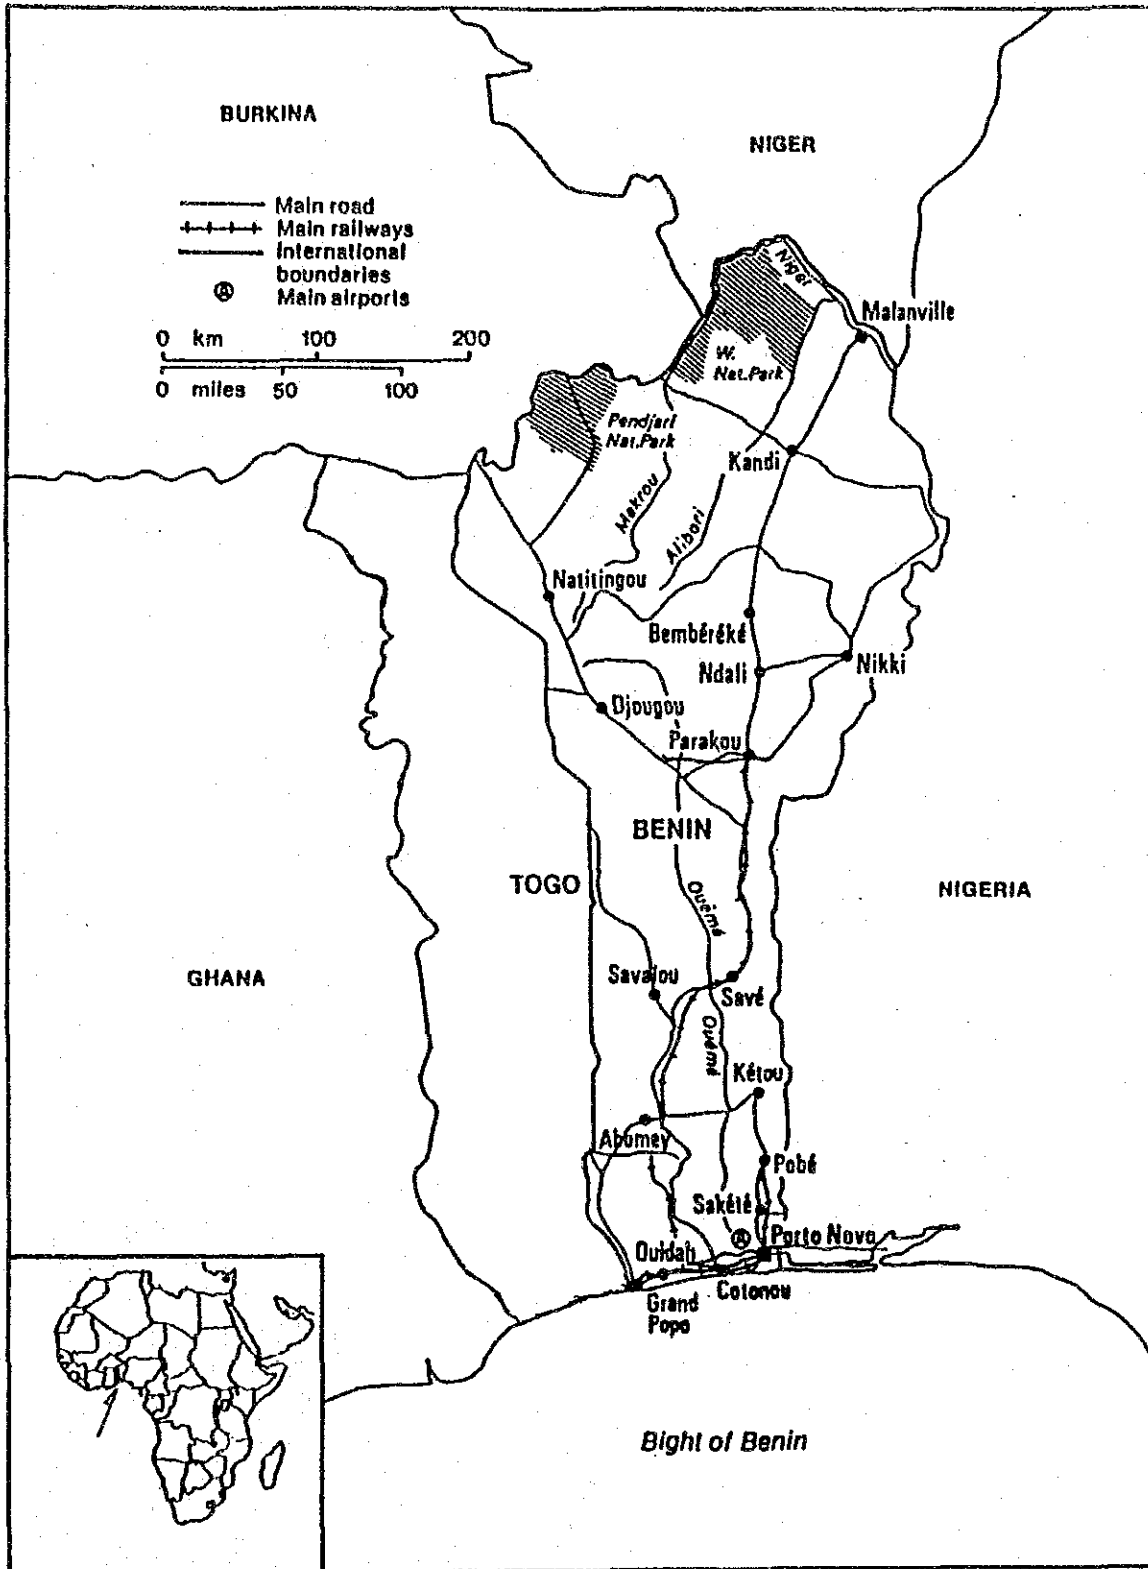 BURKINA
NIGER
Main road
Main railways
International
boundaries
Main airports
A
0 km 100 200
0 miles 50 100
Niger
Malanville
W.
Nat.Park
Pendjari
Nat.Park
Kandi
Mekrou
Alibori
Natitingou
Bembéréké
Ndali
Nikki
Djougou
Parakou
BENIN
TOGO
NIGERIA
Ouémé
GHANA
Savalou
Savé
Ouémé
Kétou
Abomey
Pobé
Sakété
A
Porto Novo
Ouidah
Cotonou
Grand
Popo
Bight of Benin